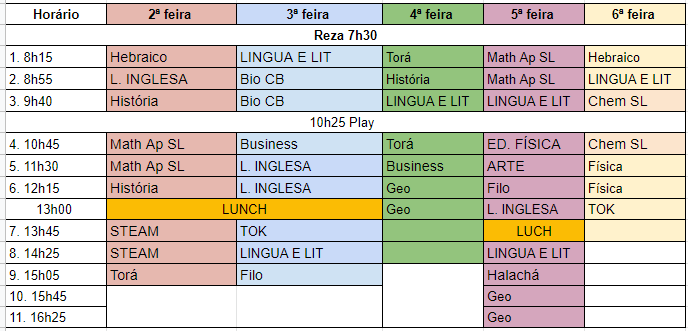 Horário 2ª feira 3ª feira 4ª feira 5ª feira 6ª feira
Reza 7h30
1. 8h15 Hebraico LINGUA E LIT Torá Math Ap SL Hebraico
2. 8h55 L. INGLESA Bio CB História Math Ap SL LINGUA E LIT
3. 9h40 História Bio CB LINGUA E LIT LINGUA E LIT Chem SL
10h25 Play
4. 10h45 Math Ap SL Business Torá ED. FÍSICA Chem SL
5. 11h30 Math Ap SL L. INGLESA Business ARTE Física
6. 12h15 História L. INGLESA Geo Filo Física
13h00 LUNCH Geo L. INGLESA TOK
7. 13h45 STEAM TOK LUCH
8. 14h25 STEAM LINGUA E LIT LINGUA E LIT
9. 15h05 Torá Filo Halachá
10. 15h45 Geo
11. 16h25 Geo